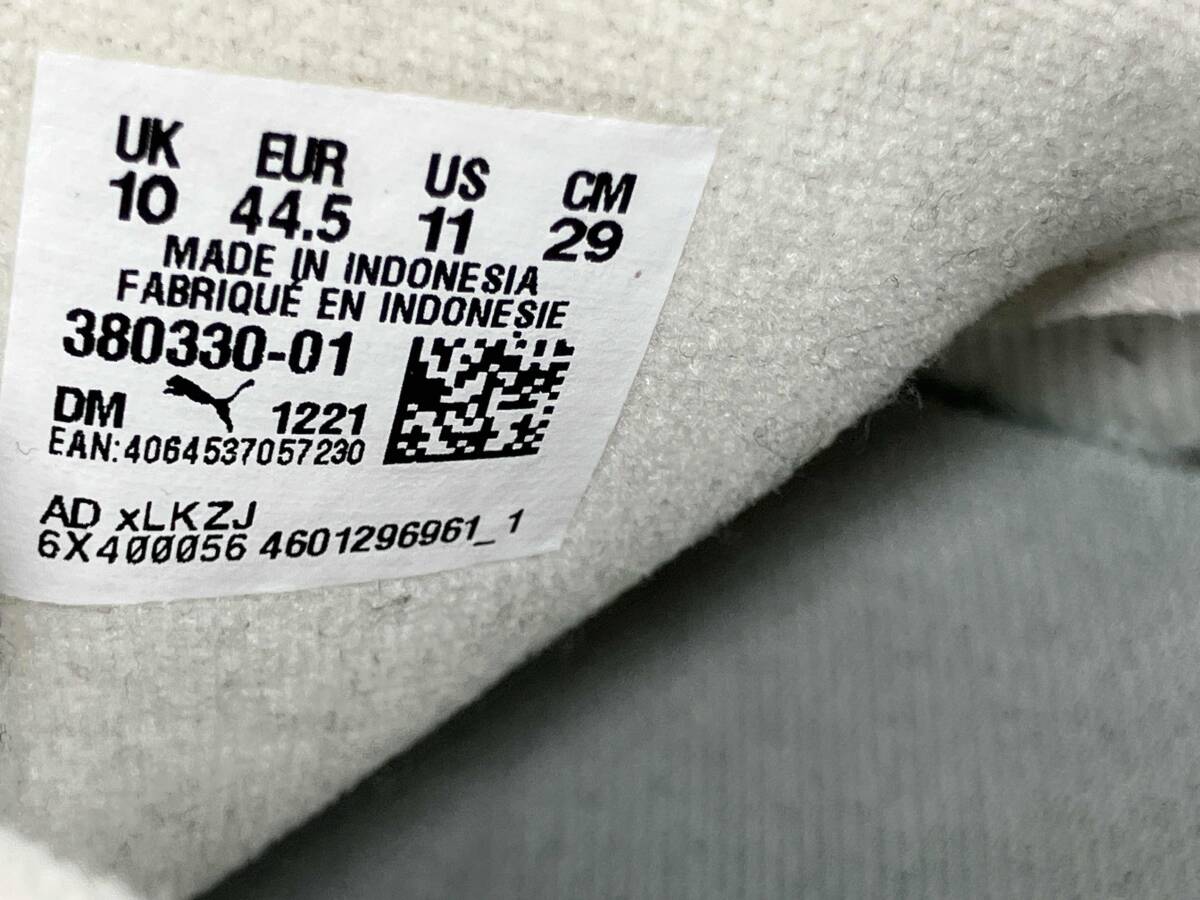 UK EUR US CM
10 44.5 11 29
MADE IN INDONESIA
FABRIQUÉ EN INDONESIE
380330-01
DM 1221
EAN:4064537057230
AD xLKZJ
6X400056 4601296961_1